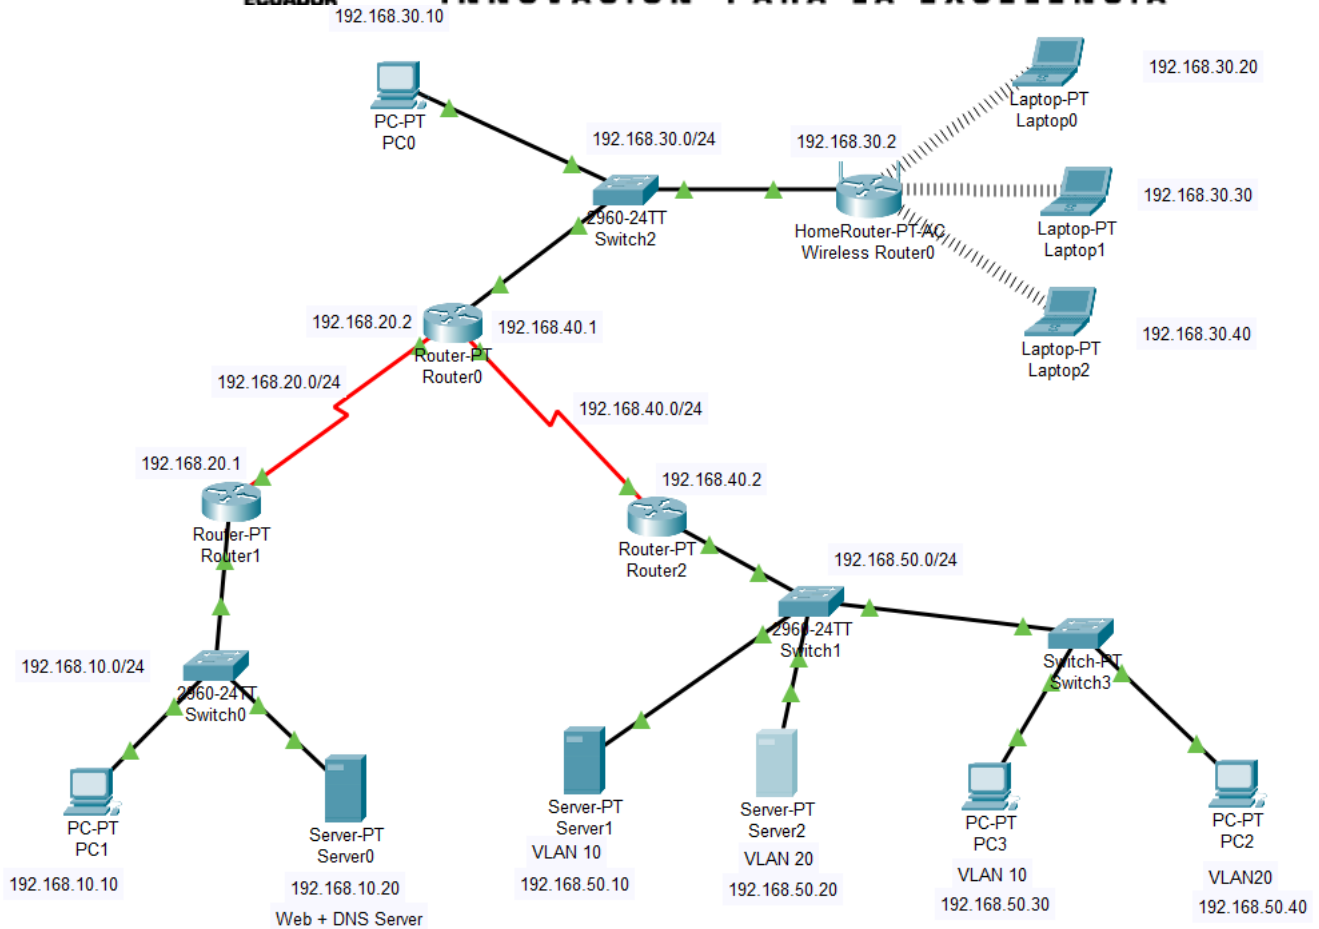 ECUADOR
INNOVACIÓN PARA LA EXCELENCIA
192.168.30.10
PC-PT
PC0
192.168.30.0/24
2960-24TT
Switch2
192.168.30.2
HomeRouter-PT-AC
Wireless Router0
Laptop-PT
Laptop0
192.168.30.20
Laptop-PT
Laptop1
192.168.30.30
Laptop-PT
Laptop2
192.168.30.40
192.168.20.2
192.168.40.1
Router-PT
Router0
192.168.20.0/24
192.168.40.0/24
192.168.20.1
Router-PT
Router1
192.168.40.2
Router-PT
Router2
192.168.50.0/24
2960-24TT
Switch1
Switch-PT
Switch3
192.168.10.0/24
2960-24TT
Switch0
PC-PT
PC1
192.168.10.10
Server-PT
Server0
192.168.10.20
Web + DNS Server
Server-PT
Server1
VLAN 10
192.168.50.10
Server-PT
Server2
VLAN 20
192.168.50.20
PC-PT
PC3
VLAN 10
192.168.50.30
PC-PT
PC2
VLAN20
192.168.50.40